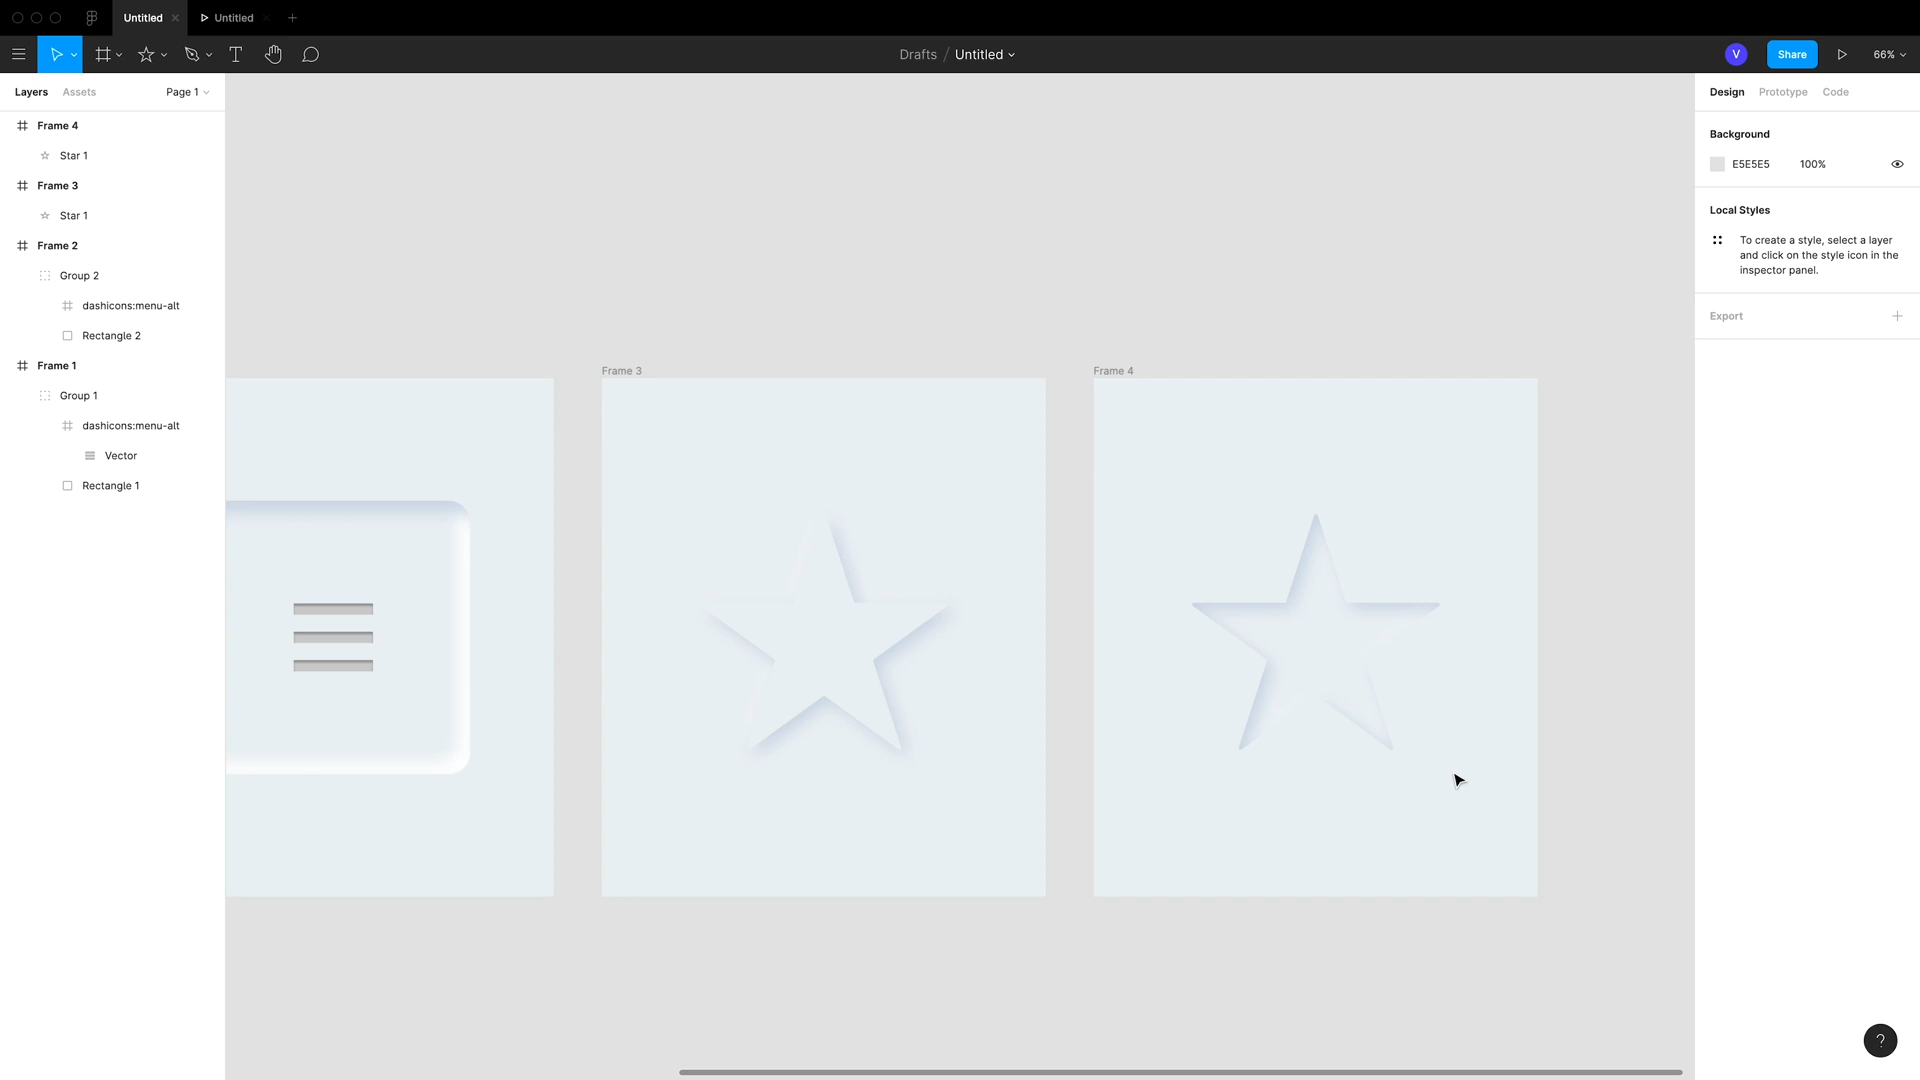 Untitled
Untitled
Drafts / Untitled
V
Share
66%
Layers
Assets
Page 1
Frame 4
Star 1
Frame 3
Star 1
Frame 2
Group 2
dashicons:menu-alt
Rectangle 2
Frame 1
Group 1
dashicons:menu-alt
Vector
Rectangle 1
Frame 3
Frame 4
Design
Prototype
Code
Background
E5E5E5
100%
Local Styles
To create a style, select a layer
and click on the style icon in the
inspector panel.
Export
?